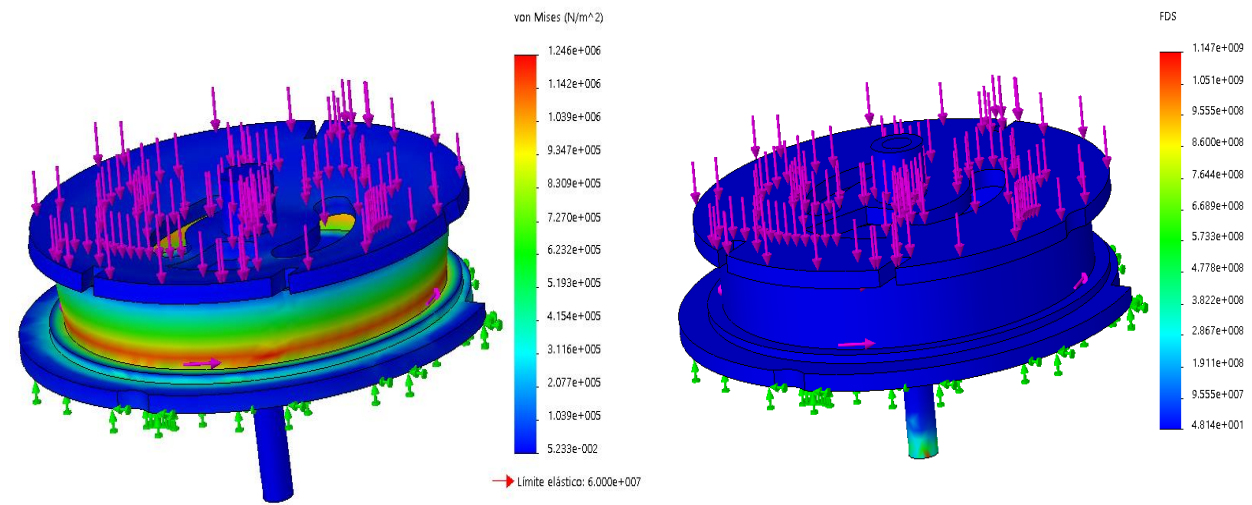 von Mises (N/m^2)
1.246e+006
1.142e+006
1.039e+006
9.347e+005
8.309e+005
7.270e+005
6.232e+005
5.193e+005
4.154e+005
3.116e+005
2.077e+005
1.039e+005
5.233e-002
Límite elástico: 6.000e+007
FDS
1.147e+009
1.051e+009
9.555e+008
8.600e+008
7.644e+008
6.689e+008
5.733e+008
4.778e+008
3.822e+008
2.867e+008
1.911e+008
9.555e+007
4.814e+001